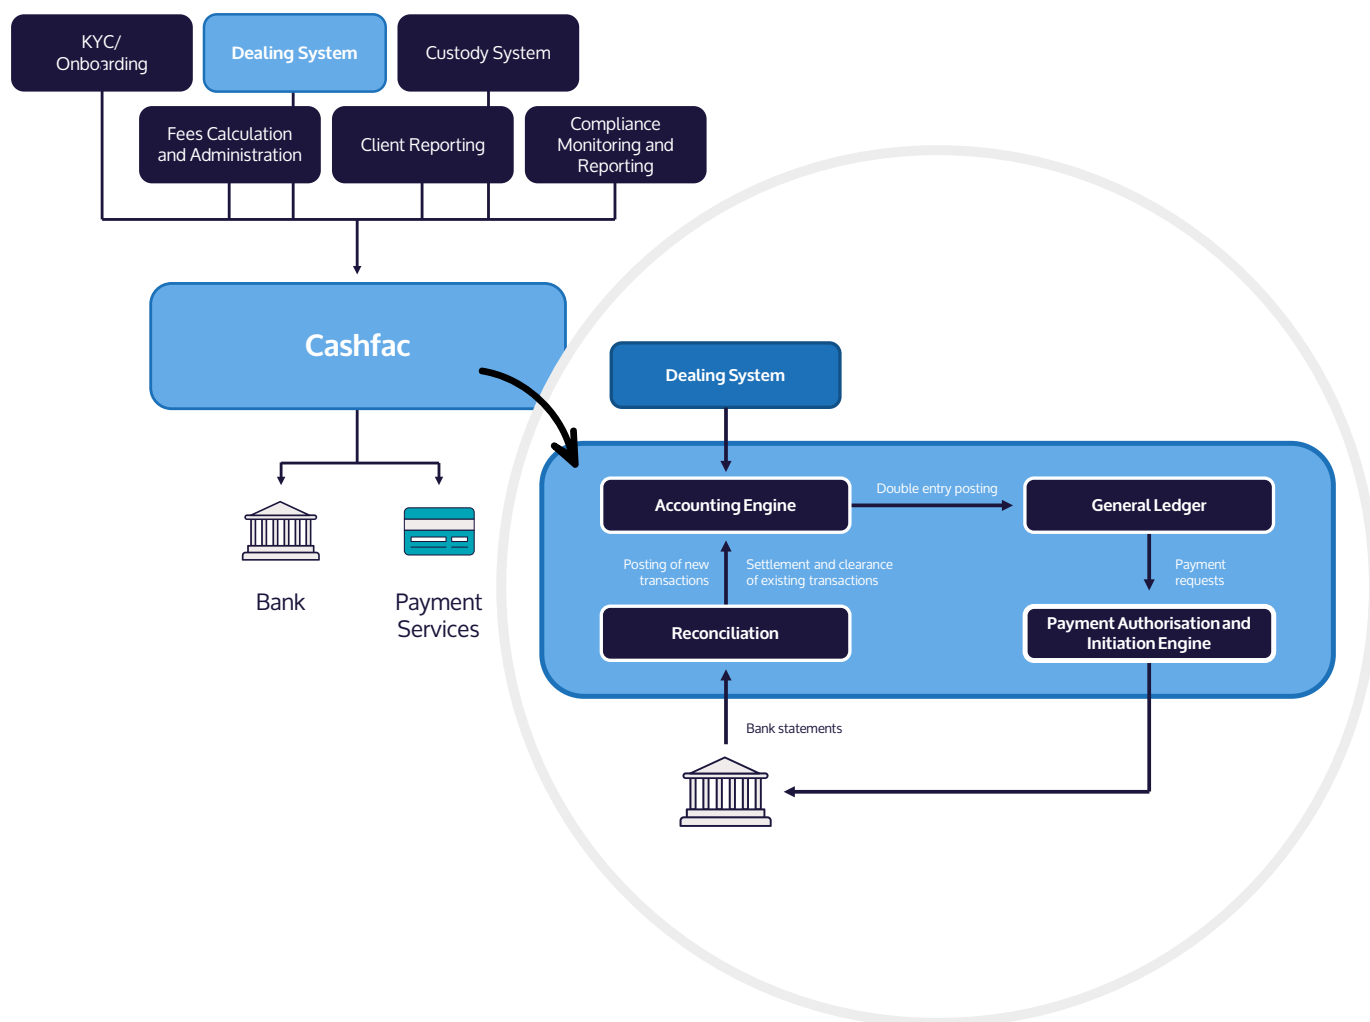 KYC/
Onboarding
Dealing System
Custody System
Fees Calculation
and Administration
Client Reporting
Compliance
Monitoring and
Reporting
Cashfac
Bank
Payment
Services
Dealing System
Accounting Engine
Double entry posting
General Ledger
Posting of new
transactions
Settlement and clearance
of existing transactions
Payment
requests
Reconciliation
Payment Authorisation and
Initiation Engine
Bank statements